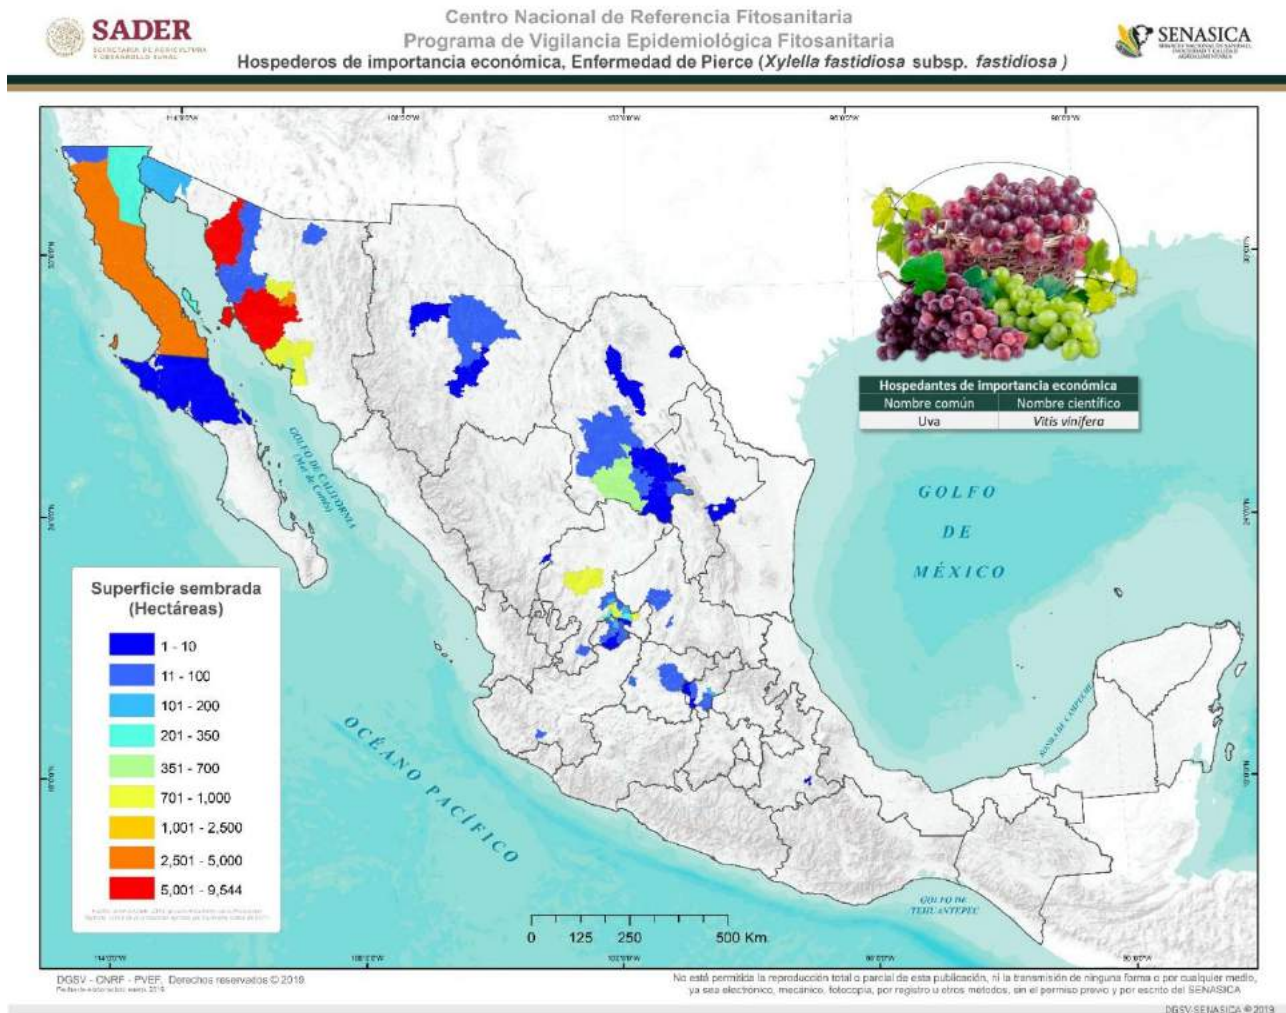 SADER
SECRETARÍA DE AGRICULTURA
Y DESARROLLO RURAL
Centro Nacional de Referencia Fitosanitaria
Programa de Vigilancia Epidemiológica Fitosanitaria
Hospederos de importancia económica, Enfermedad de Pierce (Xylella fastidiosa subsp. fastidiosa )
SENASICA
SERVICIO NACIONAL DE SANIDAD,
INOCUIDAD Y CALIDAD
AGROALIMENTARIA
Hospedantes de importancia económica
Nombre común Nombre científico
Uva Vitis vinifera
GOLFO DE CALIFORNIA
(Mar de Cortés)
GOLFO
DE
MÉXICO
SONDA DE CAMPECHE
OCÉANO PACÍFICO
GOLFO DE
TEHUANTEPEC
Superficie sembrada
(Hectáreas)
1 - 10
11 - 100
101 - 200
201 - 350
351 - 700
701 - 1,000
1,001 - 2,500
2,501 - 5,000
5,001 - 9,544
0 125 250 500 Km.
DGSV - CNRF - PVEF. Derechos reservados © 2019
No está permitida la reproducción total o parcial de esta publicación, ni la transmisión de ninguna forma o por cualquier medio,
ya sea electrónico, mecánico, fotocopia, por registro u otros métodos, sin el permiso previo y por escrito del SENASICA
DGSV-SENASICA © 2019